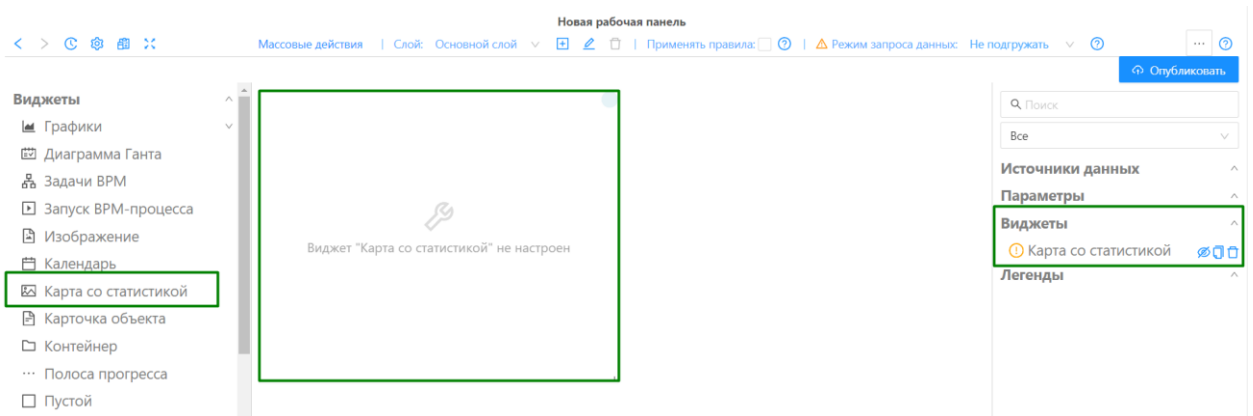 Новая рабочая панель
Массовые действия | Слой: Основной слой | Применять правила: | Режим запроса данных: Не подгружать
Опубликовать
Виджеты
Графики
Диаграмма Ганта
Задачи BPM
Запуск BPM-процесса
Изображение
Календарь
Карта со статистикой
Карточка объекта
Контейнер
Полоса прогресса
Пустой
Виджет "Карта со статистикой" не настроен
Поиск
Все
Источники данных
Параметры
Виджеты
Карта со статистикой
Легенды